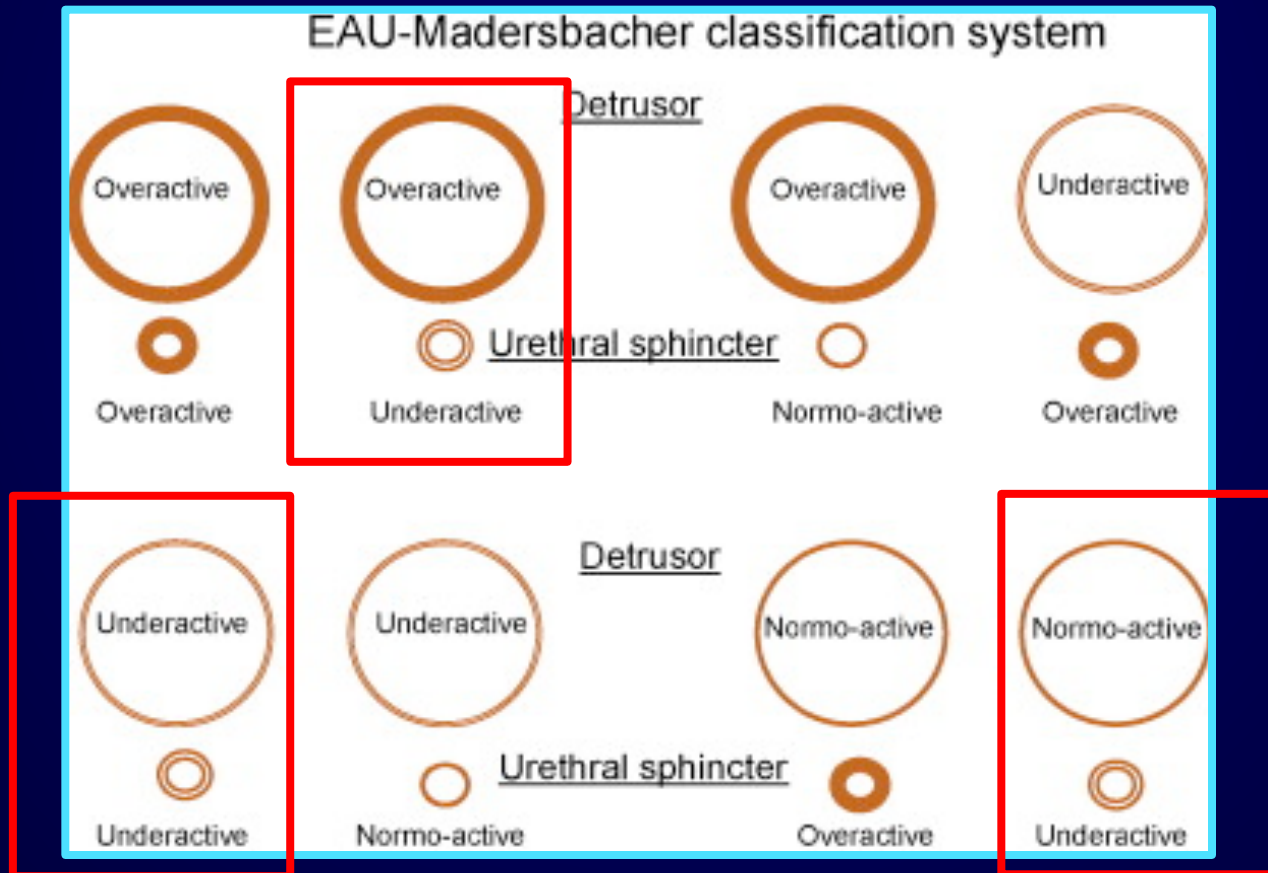 EAU-Madersbacher classification system
Detrusor
Overactive Overactive Overactive Underactive
Urethral sphincter
Overactive Underactive Normo-active Overactive
Detrusor
Underactive Underactive Normo-active Normo-active
Urethral sphincter
Underactive Normo-active Overactive Underactive